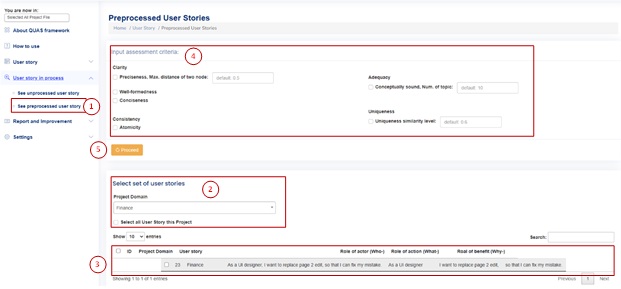 You are now in:
Selected All Project File
About QUAS framework
How to use
User story
User story in process
See unprocessed user story
See preprocessed user story
Report and Improvement
Settings
1
Preprocessed User Stories
Home / User Story / Preprocessed User Stories
Input assessment criteria:
4
Clarity
Preciseness, Max. distance of two node:
default: 0.5
Well-formedness
Conciseness
Consistency
Atomicity
Adequacy
Conceptually sound, Num. of topic:
default: 10
Uniqueness
Uniqueness similarity level:
default: 0.6
5
Proceed
Select set of user stories
2
Project Domain
Finance
Select all User Story this Project
Show 10 entries
Search:
3
ID Project Domain User story Role of actor (Who-) Role of action (What-) Roal of benefit (Why-)
23 Finance As a UI designer, I want to replace page 2 edit, so that I can fix my mistake. As a UI designer I want to replace page 2 edit, so that I can fix my mistake.
Showing 1 to 1 of 1 entries
Previous 1 Next